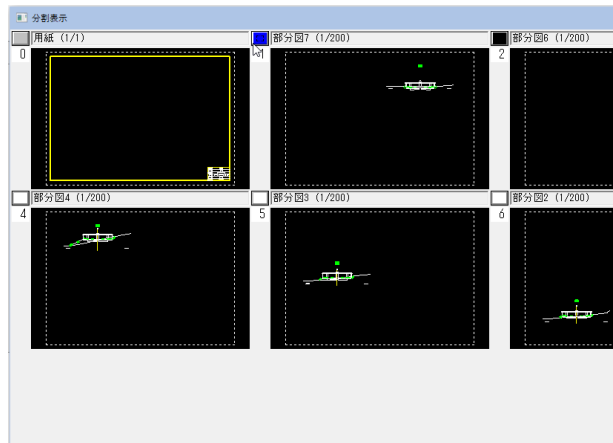 分割表示
用紙 (1/1)
部分図7 (1/200)
部分図6 (1/200)
0
1
2
部分図4 (1/200)
部分図3 (1/200)
部分図2 (1/200)
4
5
6